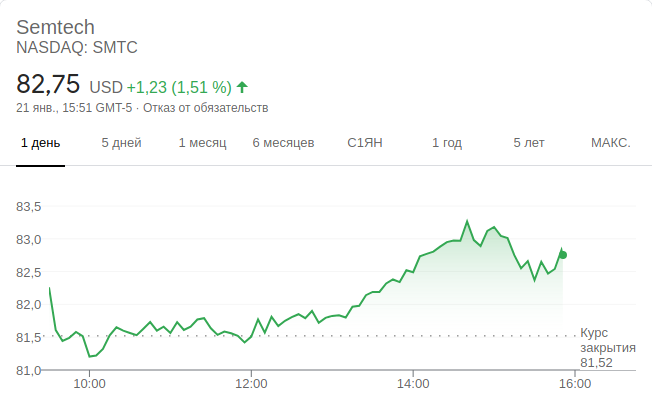 Semtech
NASDAQ: SMTC
82,75 USD +1,23 (1,51 %)
21 янв., 15:51 GMT-5 · Отказ от обязательств
1 день 5 дней 1 месяц 6 месяцев С1ЯН 1 год 5 лет МАКС.
83,5
83,0
82,5
82,0
81,5
81,0
Курс
закрытия
81,52
10:00 12:00 14:00 16:00